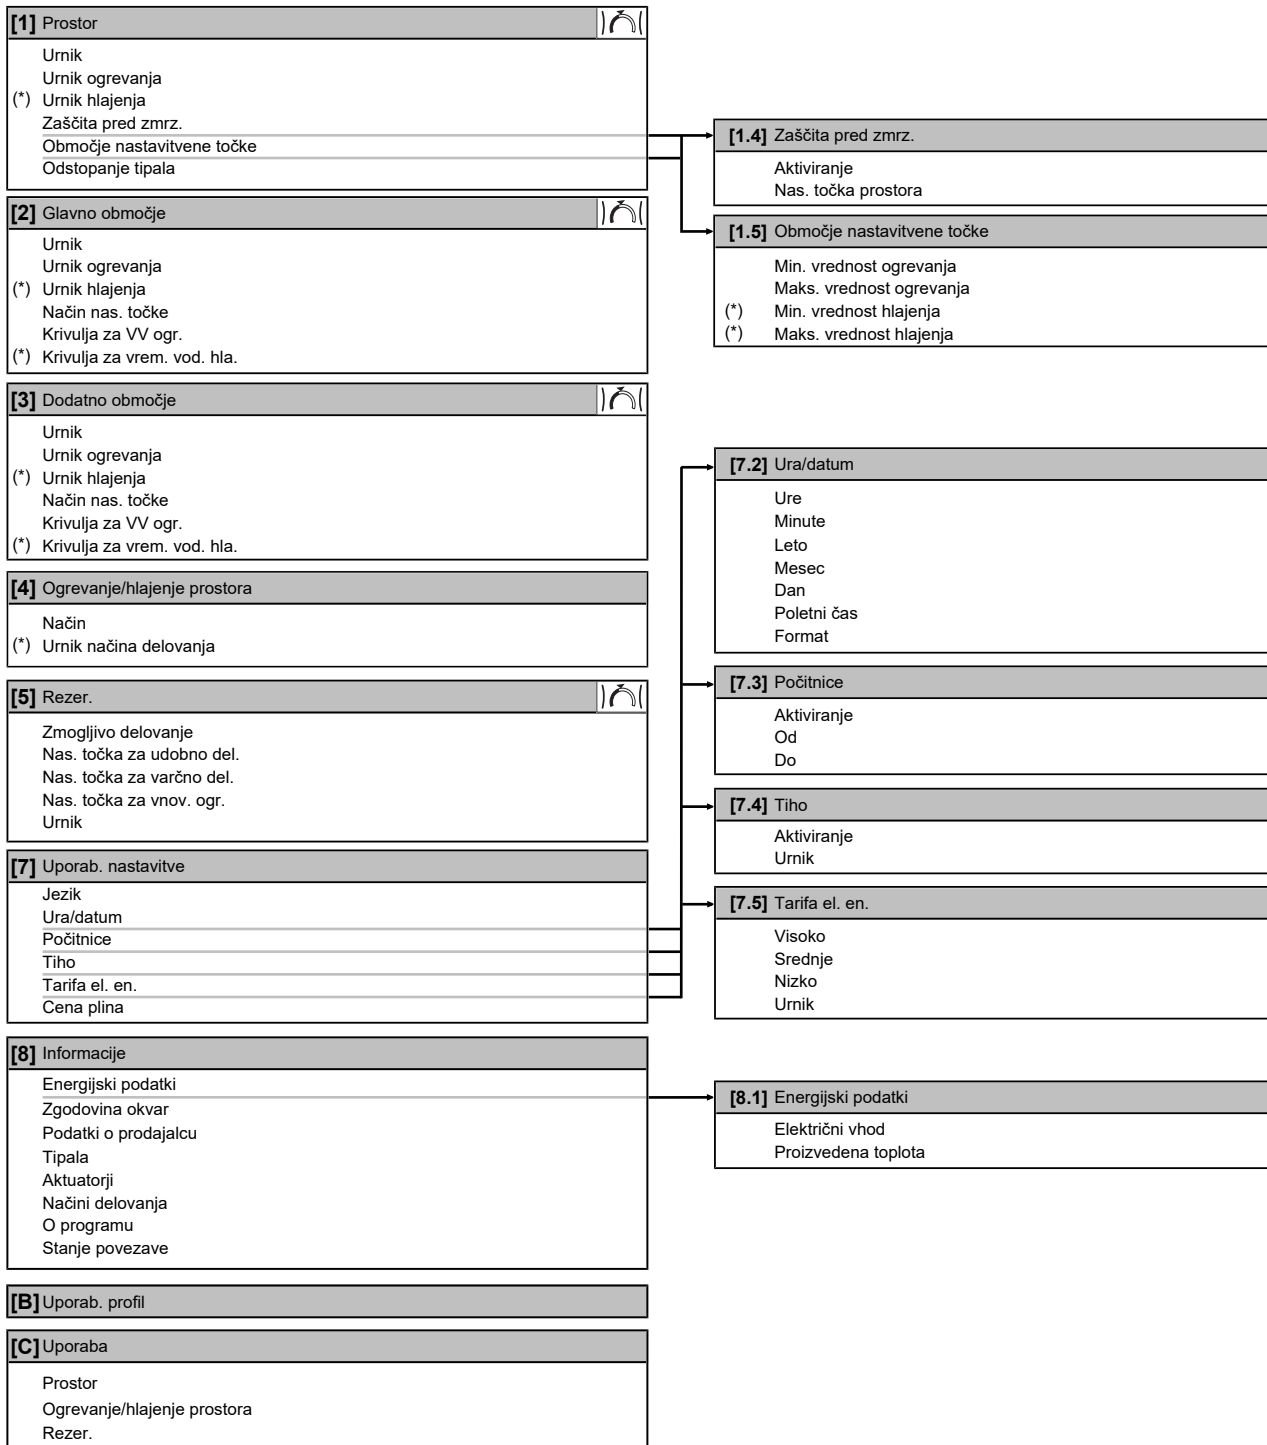 [1] Prostor
Urnik
Urnik ogrevanja
(*) Urnik hlajenja
Zaščita pred zmrz.
Območje nastavitvene točke
Odstopanje tipala
[2] Glavno območje
Urnik
Urnik ogrevanja
(*) Urnik hlajenja
Način nas. točke
Krivulja za VV ogr.
(*) Krivulja za vrem. vod. hla.
[3] Dodatno območje
Urnik
Urnik ogrevanja
(*) Urnik hlajenja
Način nas. točke
Krivulja za VV ogr.
(*) Krivulja za vrem. vod. hla.
[4] Ogrevanje/hlajenje prostora
Način
(*) Urnik načina delovanja
[5] Rezer.
Zmogljivo delovanje
Nas. točka za udobno del.
Nas. točka za varčno del.
Nas. točka za vnov. ogr.
Urnik
[7] Uporab. nastavitve
Jezik
Ura/datum
Počitnice
Tiho
Tarifa el. en.
Cena plina
[8] Informacije
Energijski podatki
Zgodovina okvar
Podatki o prodajalcu
Tipala
Aktuatorji
Načini delovanja
O programu
Stanje povezave
[B] Uporab. profil
[C] Uporaba
Prostor
Ogrevanje/hlajenje prostora
Rezer.
[1.4] Zaščita pred zmrz.
Aktiviranje
Nas. točka prostora
[1.5] Območje nastavitvene točke
Min. vrednost ogrevanja
Maks. vrednost ogrevanja
(*) Min. vrednost hlajenja
(*) Maks. vrednost hlajenja
[7.2] Ura/datum
Ure
Minute
Leto
Mesec
Dan
Poletni čas
Format
[7.3] Počitnice
Aktiviranje
Od
Do
[7.4] Tiho
Aktiviranje
Urnik
[7.5] Tarifa el. en.
Visoko
Srednje
Nizko
Urnik
[8.1] Energijski podatki
Električni vhod
Proizvedena toplota